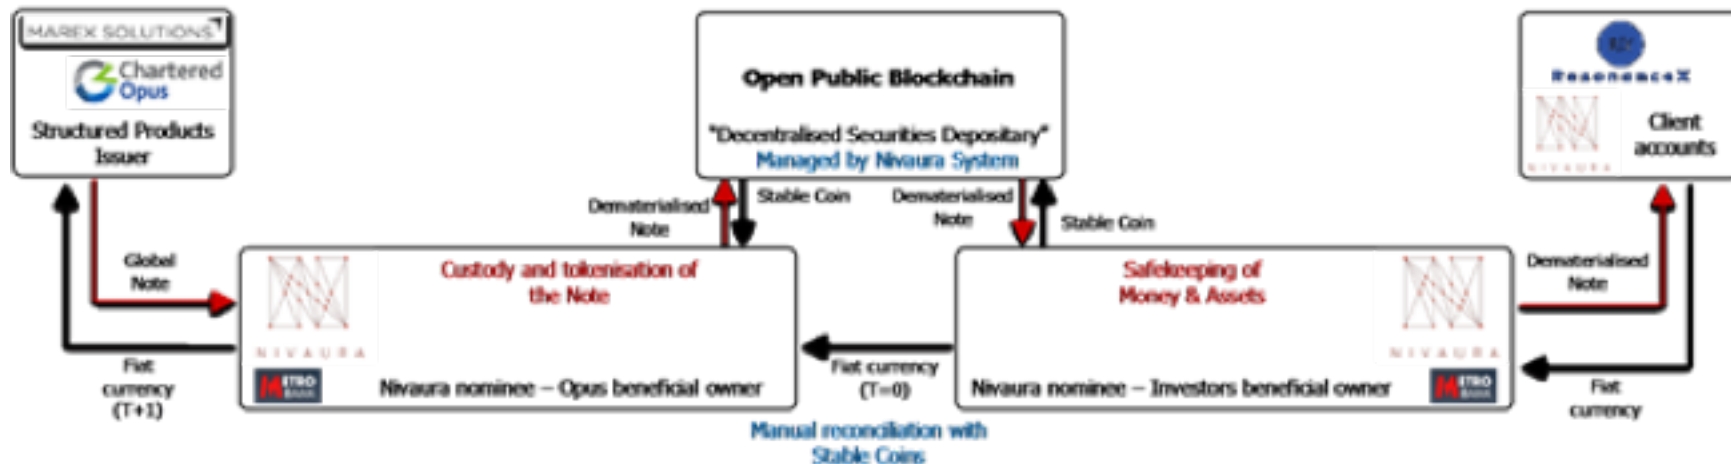 MAREX SOLUTIONS
Chartered
Opus
Structured Products
Issuer
Open Public Blockchain
"Decentralised Securities Depositary"
Managed by Nivaura System
ResonanceX
NIVAURA
Client
accounts
Dematerialised
Note
Stable Coin
Dematerialised
Note
Stable Coin
Global
Note
Custody and tokenisation of
the Note
NIVAURA
METRO
BANK
Nivaura nominee – Opus beneficial owner
Safekeeping of
Money & Assets
NIVAURA
METRO
BANK
Nivaura nominee – Investors beneficial owner
Dematerialised
Note
Fiat
currency
(T+1)
Fiat currency
(T=0)
Fiat
currency
Manual reconciliation with
Stable Coins